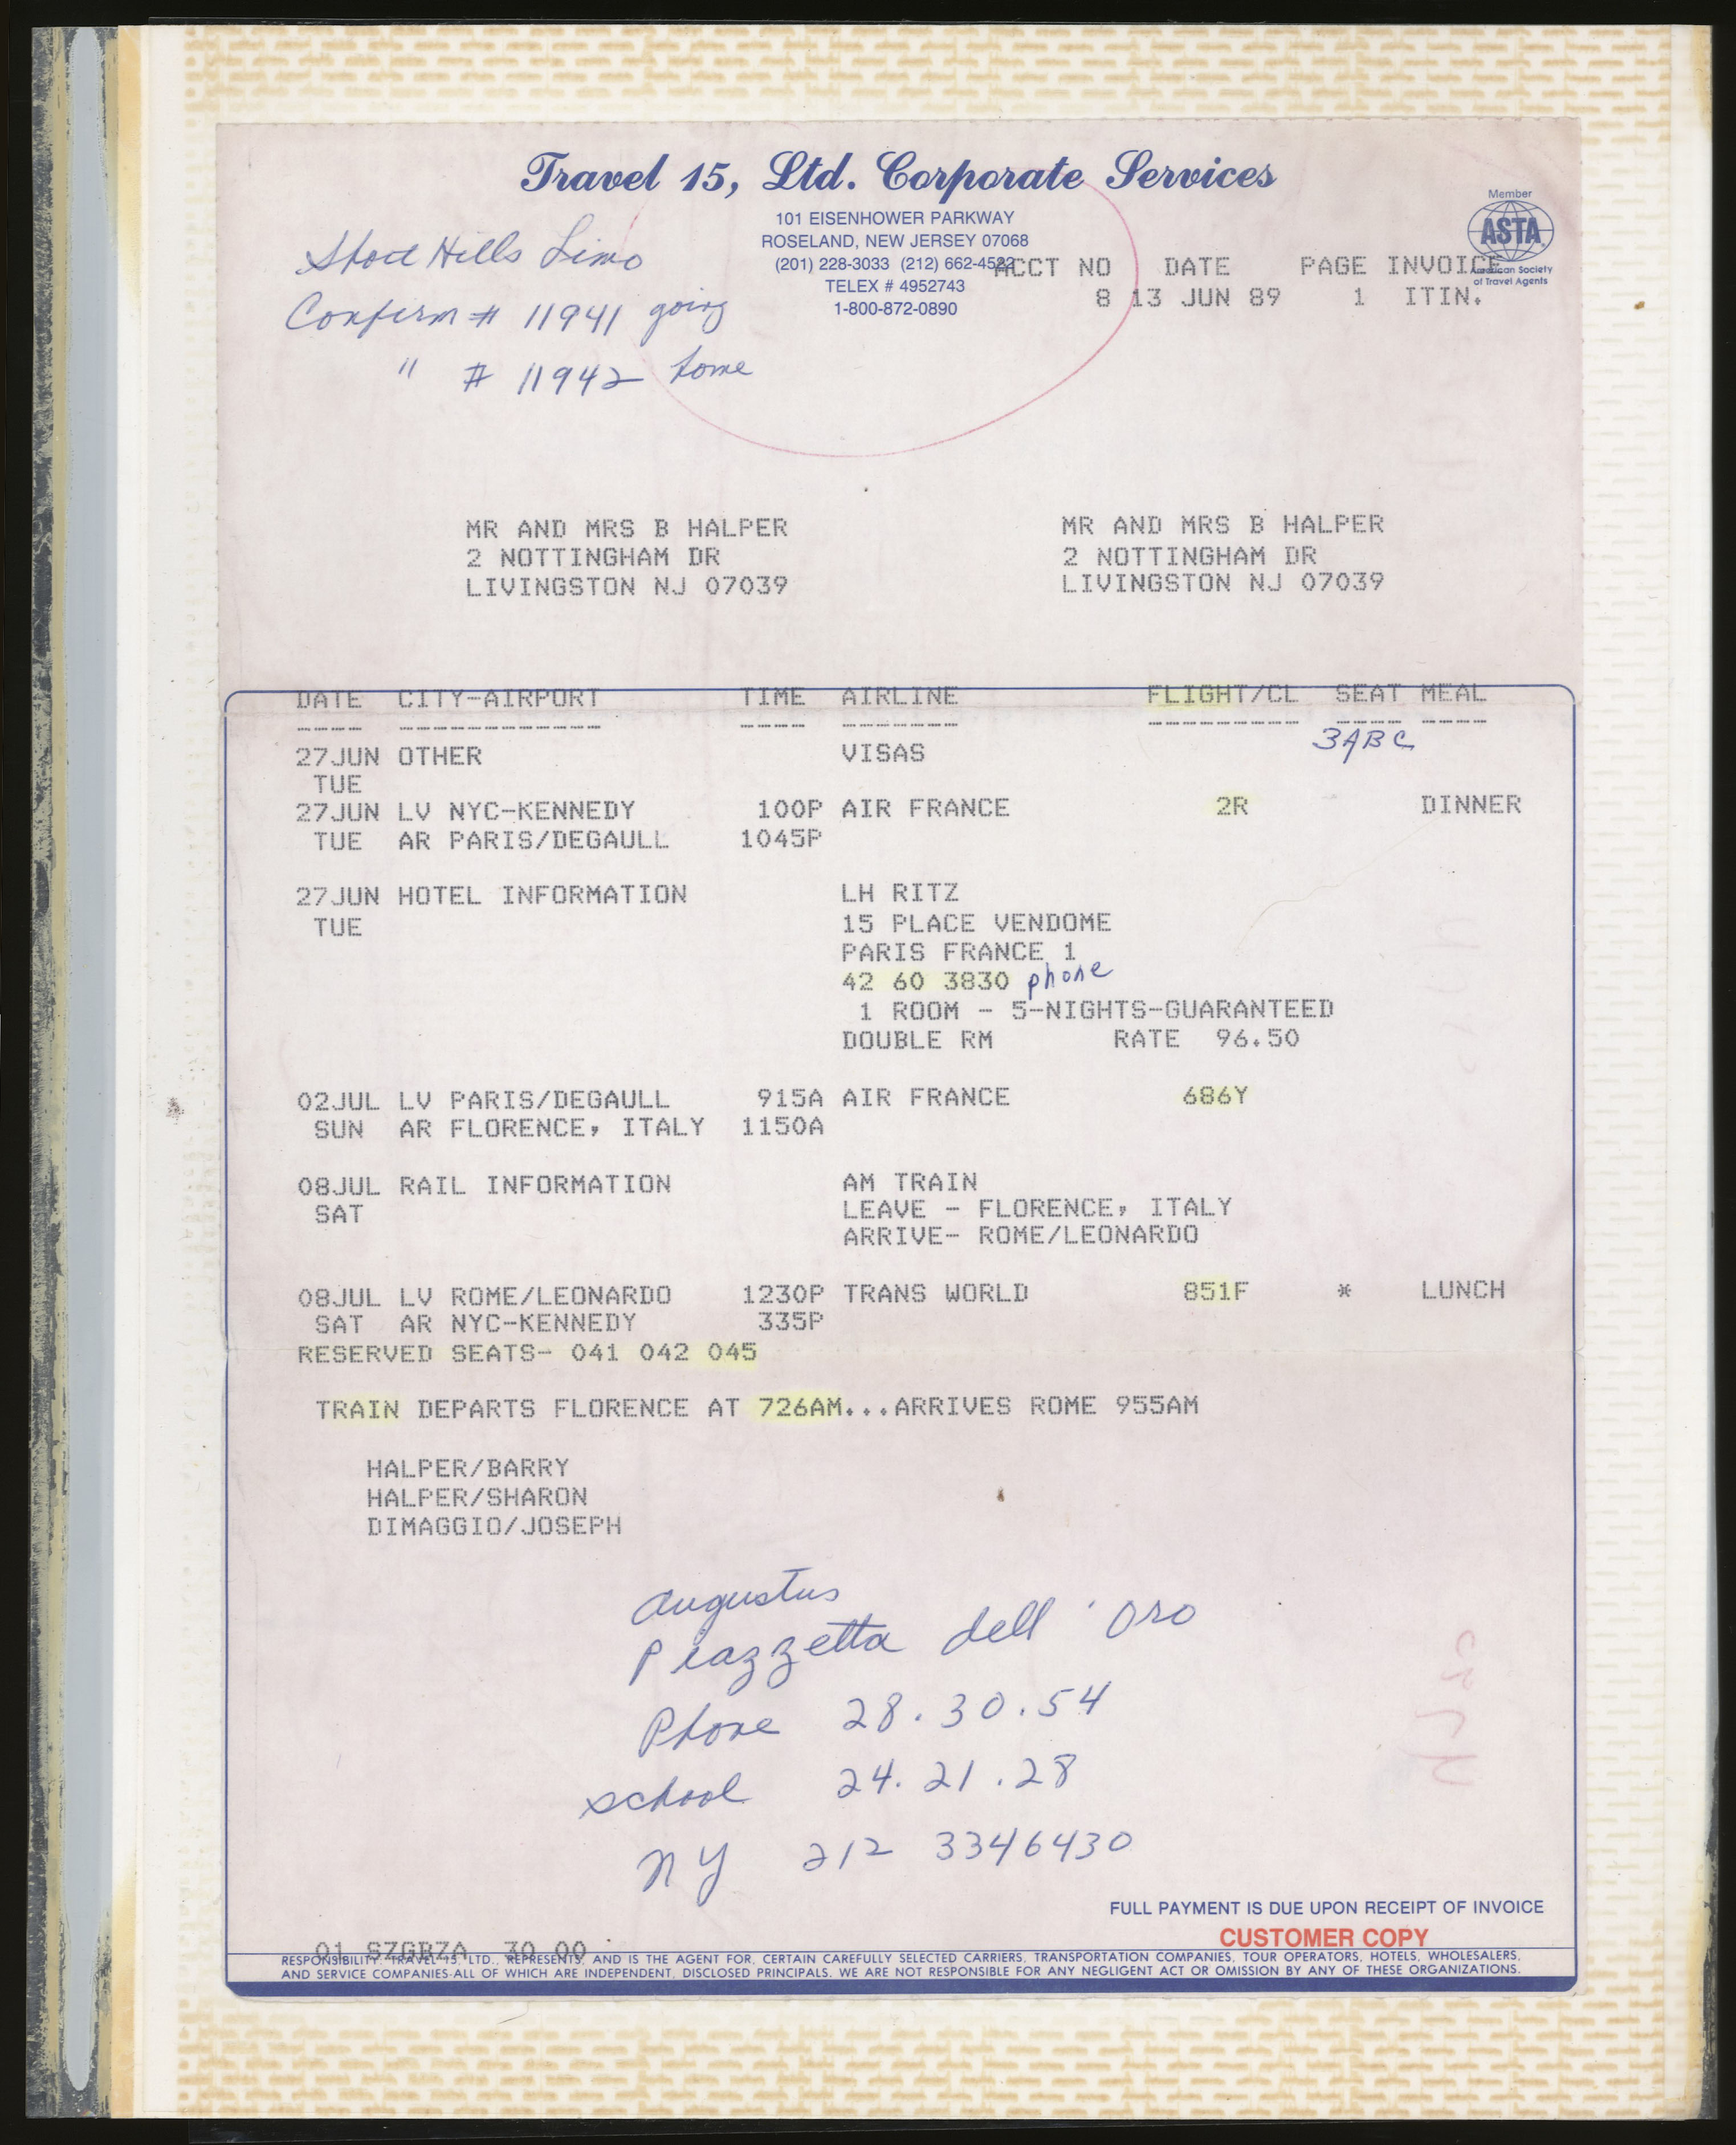 Travel 15, Ltd. Corporate Services
101 EISENHOWER PARKWAY
ROSELAND, NEW JERSEY 07068
(201) 228-3033 (212) 662-4582
TELEX # 4952743
1-800-872-0890
Member
ASTA
American Society
of Travel Agents
Short Hills Limo
Confirm # 11941 going
" # 11942 home
ACCT NO DATE PAGE INVOICE
8 13 JUN 89 1 ITIN.
MR AND MRS B HALPER MR AND MRS B HALPER
2 NOTTINGHAM DR 2 NOTTINGHAM DR
LIVINGSTON NJ 07039 LIVINGSTON NJ 07039
DATE CITY-AIRPORT TIME AIRLINE FLIGHT/CL SEAT MEAL
3ABC
27JUN OTHER VISAS
TUE
27JUN LV NYC-KENNEDY 100P AIR FRANCE 2R DINNER
TUE AR PARIS/DEGAULL 1045P
27JUN HOTEL INFORMATION LH RITZ
TUE 15 PLACE VENDOME
PARIS FRANCE 1
42 60 3830 phone
1 ROOM - 5-NIGHTS-GUARANTEED
DOUBLE RM RATE 96.50
02JUL LV PARIS/DEGAULL 915A AIR FRANCE 686Y
SUN AR FLORENCE, ITALY 1150A
08JUL RAIL INFORMATION AM TRAIN
SAT LEAVE - FLORENCE, ITALY
ARRIVE- ROME/LEONARDO
08JUL LV ROME/LEONARDO 1230P TRANS WORLD 851F * LUNCH
SAT AR NYC-KENNEDY 335P
RESERVED SEATS- 041 042 045
TRAIN DEPARTS FLORENCE AT 726AM...ARRIVES ROME 955AM
HALPER/BARRY
HALPER/SHARON
DIMAGGIO/JOSEPH
Augustus
Piazzetta dell 'Oro
Phone 28.30.54
school 24.21.28
NY 212 3346430
FULL PAYMENT IS DUE UPON RECEIPT OF INVOICE
CUSTOMER COPY
01 SZGBZA 30.00
RESPONSIBILITY: TRAVEL 15, LTD., REPRESENTS, AND IS THE AGENT FOR, CERTAIN CAREFULLY SELECTED CARRIERS, TRANSPORTATION COMPANIES, TOUR OPERATORS, HOTELS, WHOLESALERS,
AND SERVICE COMPANIES-ALL OF WHICH ARE INDEPENDENT, DISCLOSED PRINCIPALS. WE ARE NOT RESPONSIBLE FOR ANY NEGLIGENT ACT OR OMISSION BY ANY OF THESE ORGANIZATIONS.